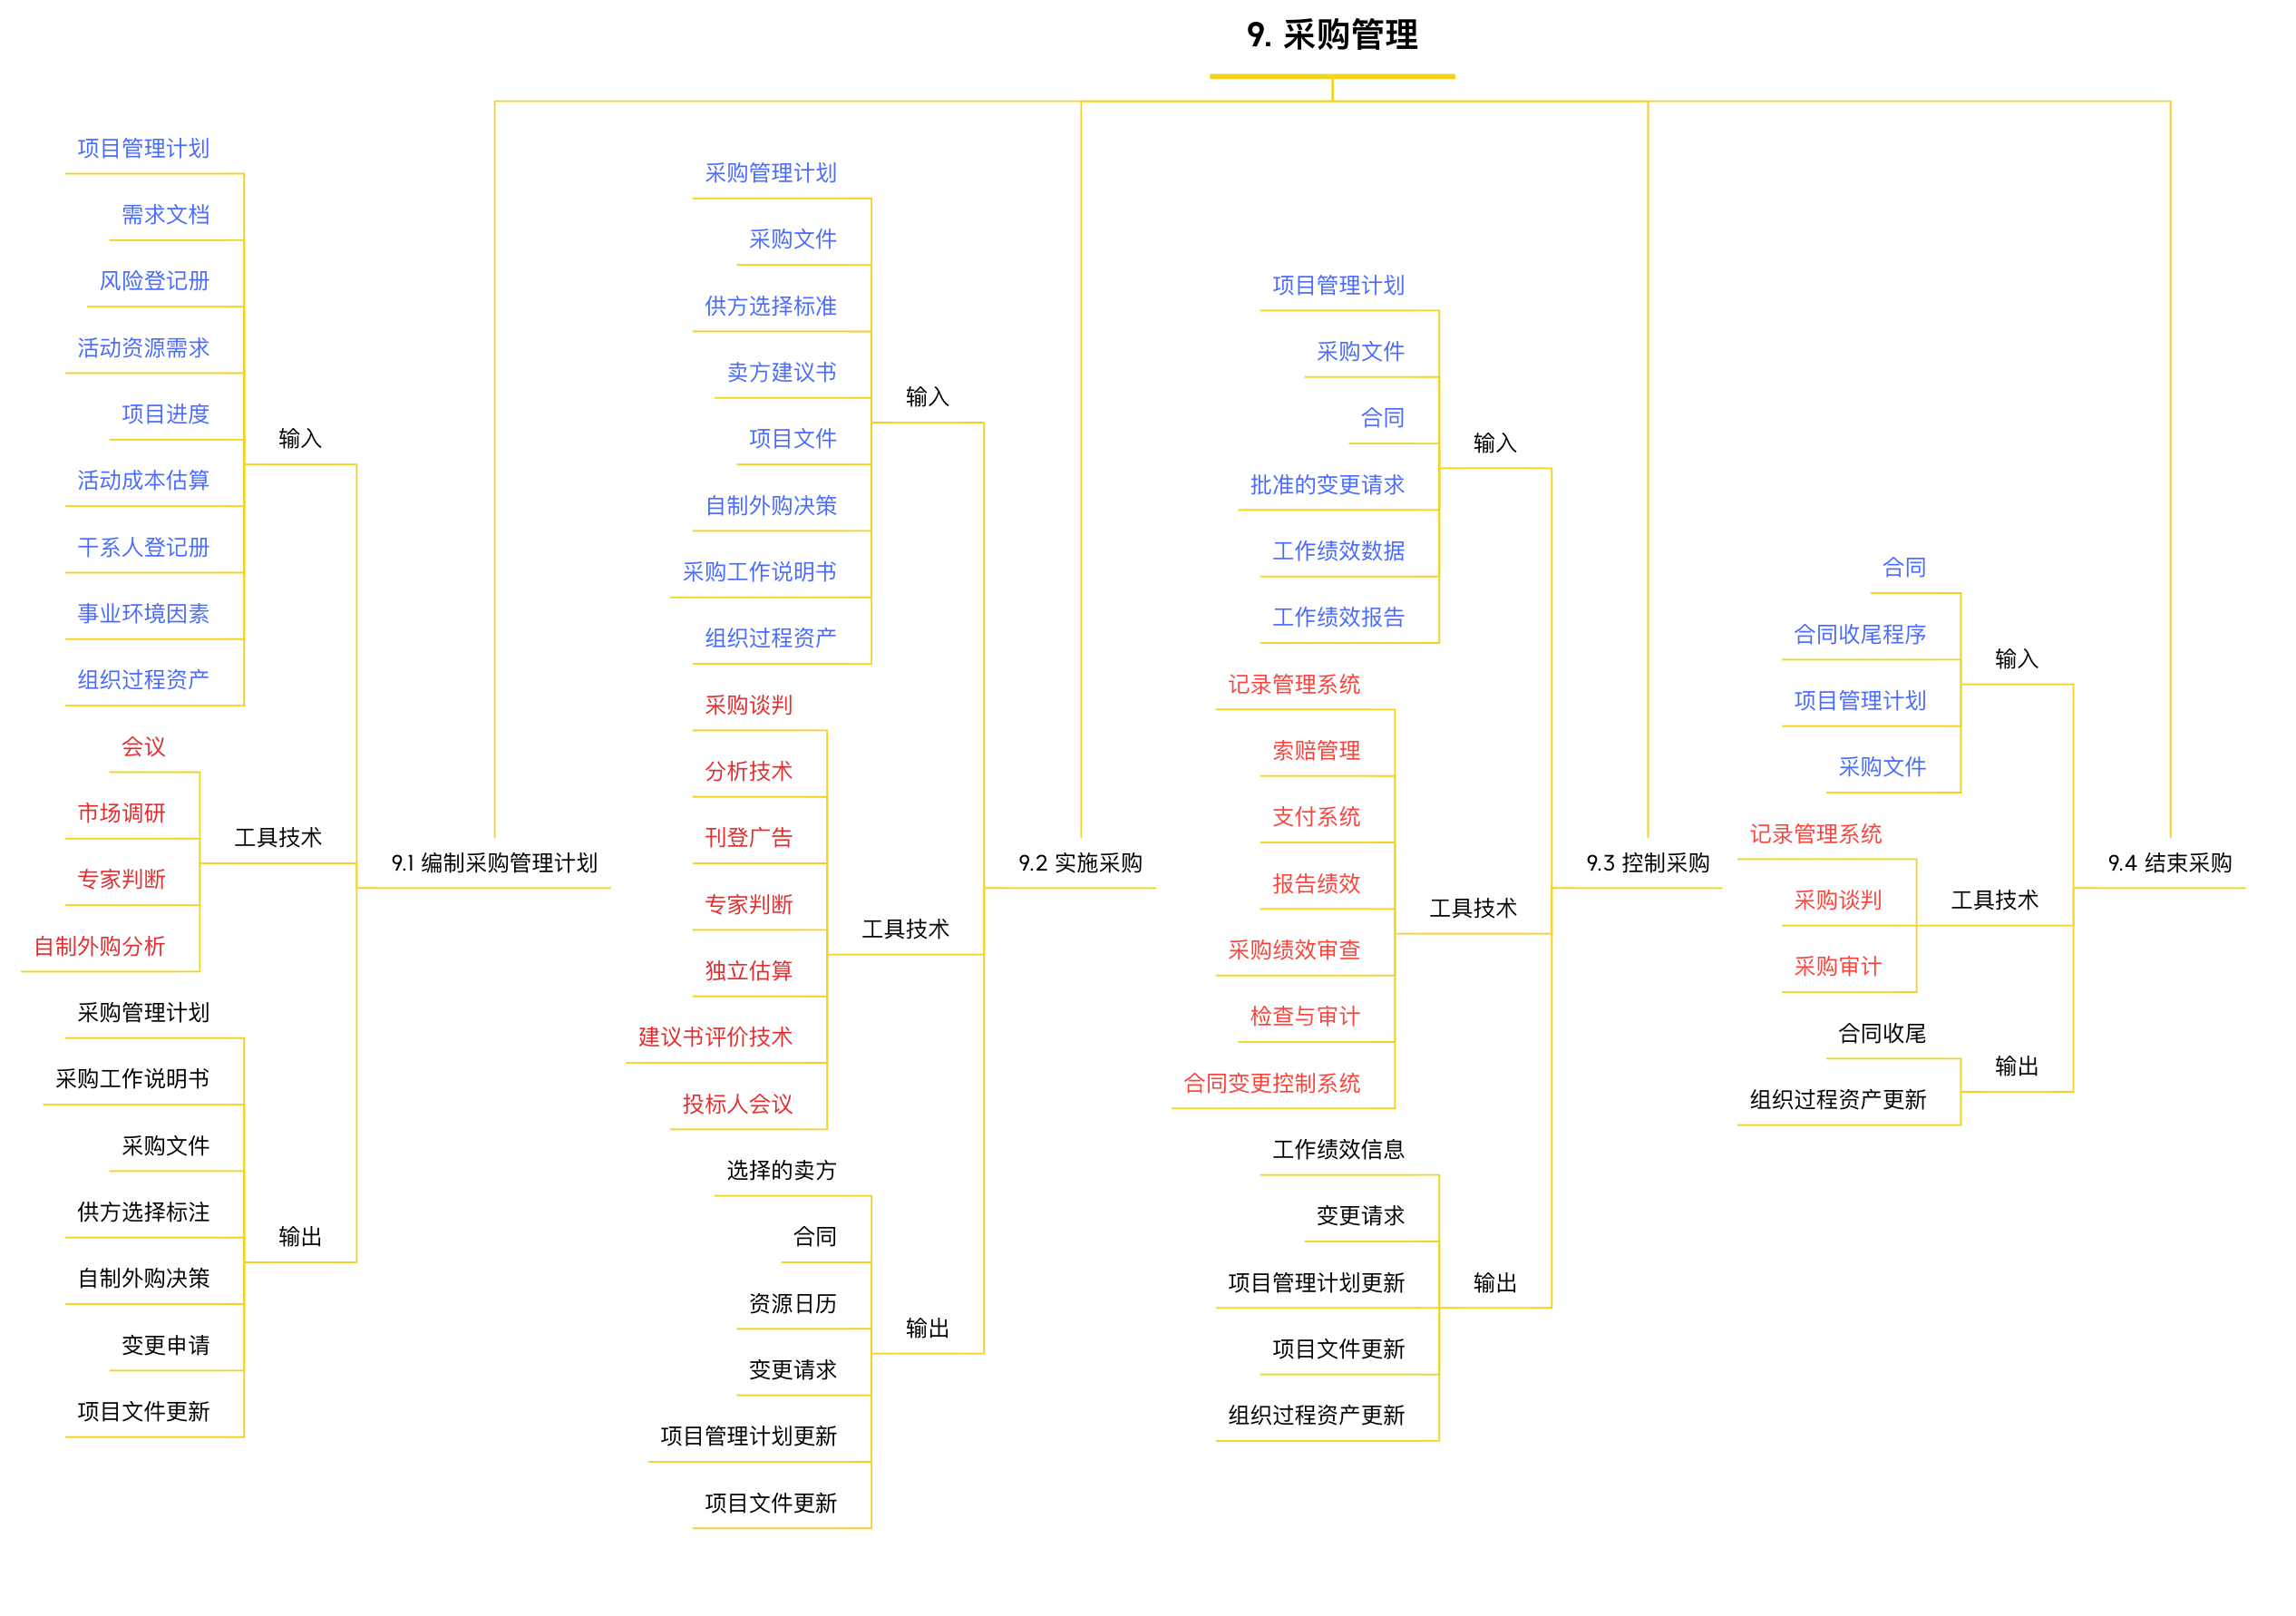 9. 采购管理
9.1 编制采购管理计划
输入
项目管理计划
需求文档
风险登记册
活动资源需求
项目进度
活动成本估算
干系人登记册
事业环境因素
组织过程资产
工具技术
会议
市场调研
专家判断
自制外购分析
输出
采购管理计划
采购工作说明书
采购文件
供方选择标注
自制外购决策
变更申请
项目文件更新
9.2 实施采购
输入
采购管理计划
采购文件
供方选择标准
卖方建议书
项目文件
自制外购决策
采购工作说明书
组织过程资产
工具技术
采购谈判
分析技术
刊登广告
专家判断
独立估算
建议书评价技术
投标人会议
输出
选择的卖方
合同
资源日历
变更请求
项目管理计划更新
项目文件更新
9.3 控制采购
输入
项目管理计划
采购文件
合同
批准的变更请求
工作绩效数据
工作绩效报告
工具技术
记录管理系统
索赔管理
支付系统
报告绩效
采购绩效审查
检查与审计
合同变更控制系统
输出
工作绩效信息
变更请求
项目管理计划更新
项目文件更新
组织过程资产更新
9.4 结束采购
输入
合同
合同收尾程序
项目管理计划
采购文件
工具技术
记录管理系统
采购谈判
采购审计
输出
合同收尾
组织过程资产更新